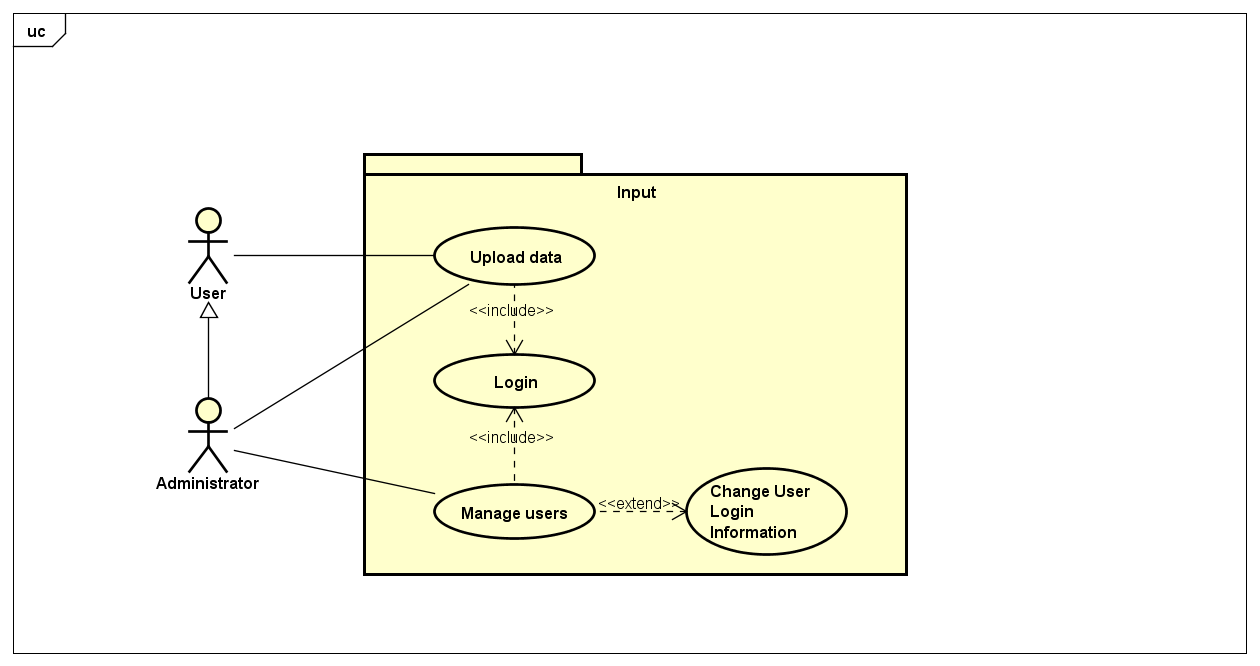 uc
Input
Upload data
User
<<include>>
Login
<<include>>
Administrator
Manage users
<<extend>>
Change User
Login
Information